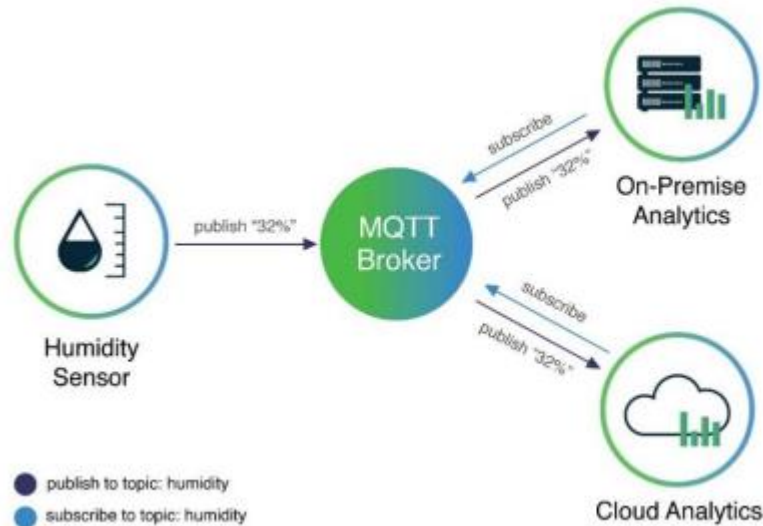 subscribe
publish "32%"
On-Premise
Analytics
publish "32%"
MQTT
Broker
Humidity
Sensor
subscribe
publish "32%"
publish to topic: humidity
subscribe to topic: humidity
Cloud Analytics